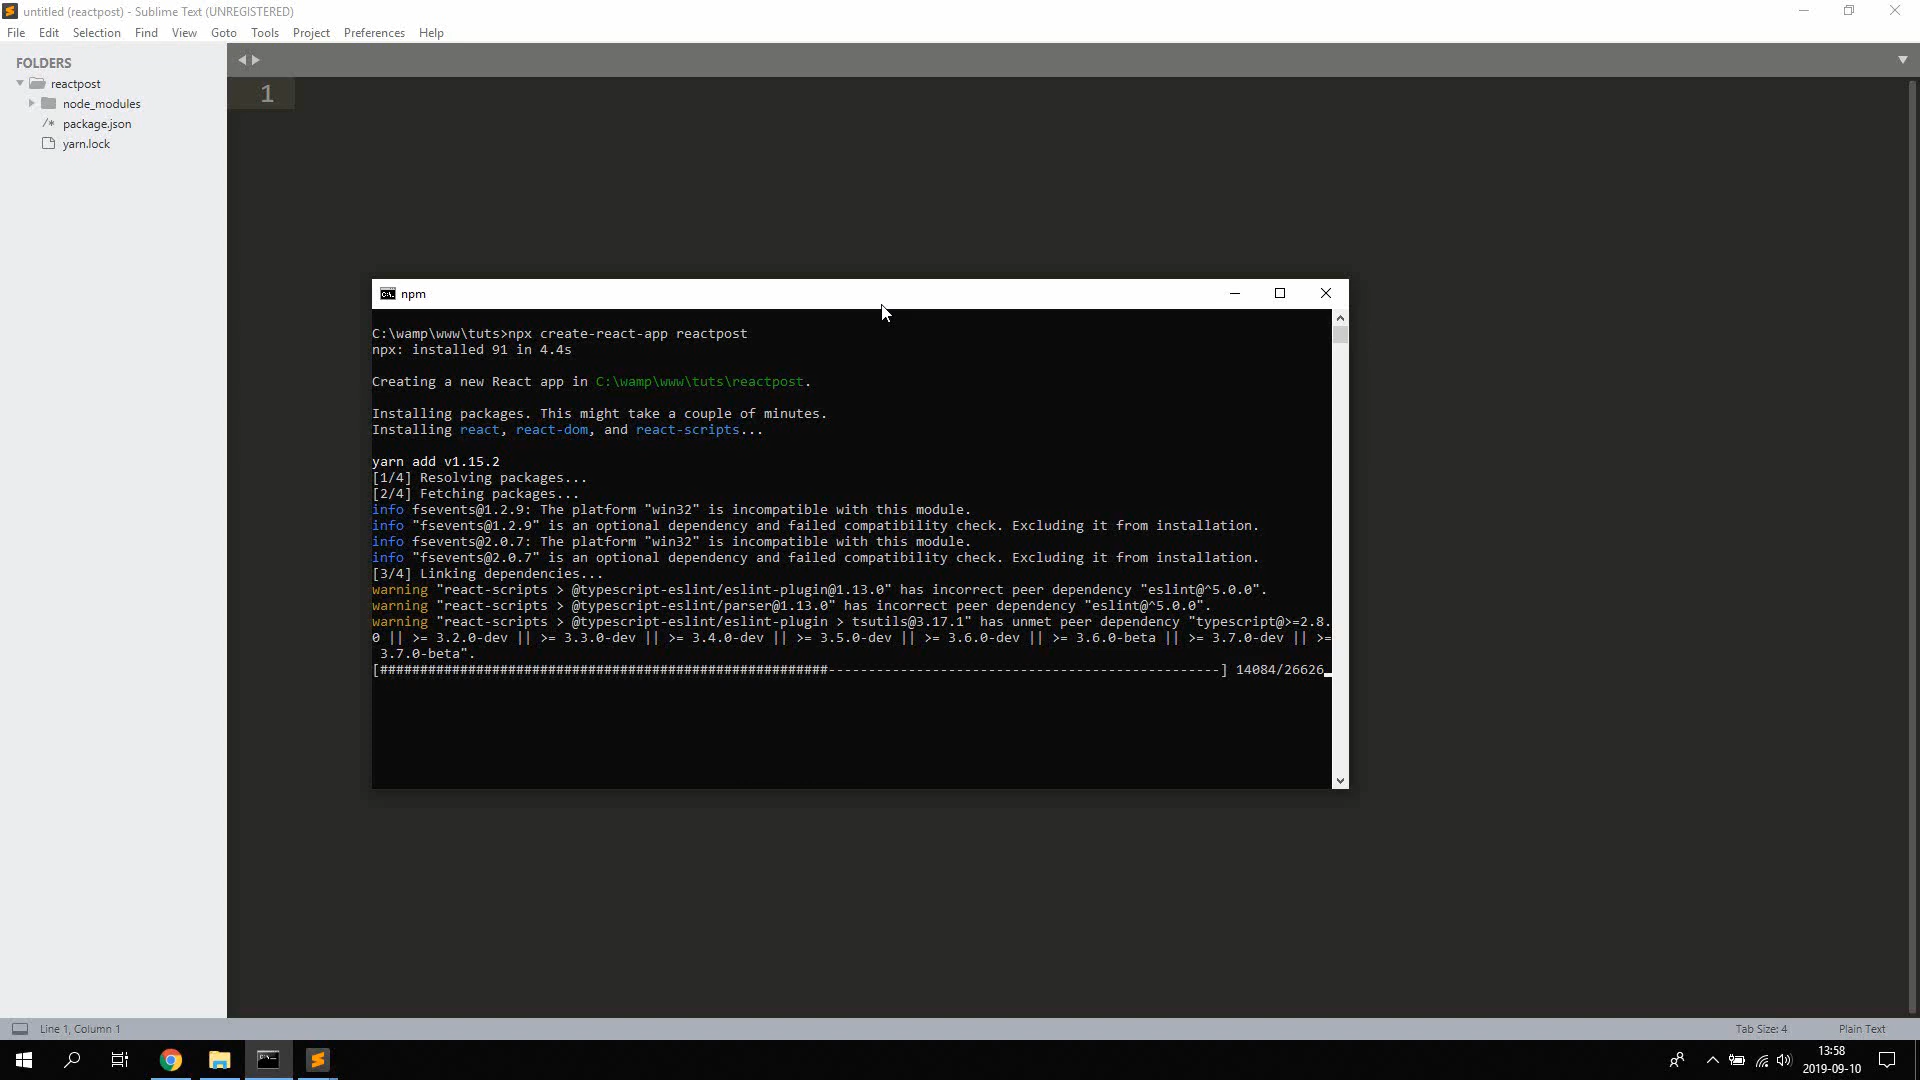 untitled (reactpost) - Sublime Text (UNREGISTERED)
File Edit Selection Find View Goto Tools Project Preferences Help
FOLDERS
reactpost
node_modules
/* package.json
yarn.lock
1
npm
C:\wamp\www\tuts>npx create-react-app reactpost
npx: installed 91 in 4.4s
Creating a new React app in C:\wamp\www\tuts\reactpost.
Installing packages. This might take a couple of minutes.
Installing react, react-dom, and react-scripts...
yarn add v1.15.2
[1/4] Resolving packages...
[2/4] Fetching packages...
info fsevents@1.2.9: The platform "win32" is incompatible with this module.
info "fsevents@1.2.9" is an optional dependency and failed compatibility check. Excluding it from installation.
info fsevents@2.0.7: The platform "win32" is incompatible with this module.
info "fsevents@2.0.7" is an optional dependency and failed compatibility check. Excluding it from installation.
[3/4] Linking dependencies...
warning "react-scripts > @typescript-eslint/eslint-plugin@1.13.0" has incorrect peer dependency "eslint@^5.0.0".
warning "react-scripts > @typescript-eslint/parser@1.13.0" has incorrect peer dependency "eslint@^5.0.0".
warning "react-scripts > @typescript-eslint/eslint-plugin > tsutils@3.17.1" has unmet peer dependency "typescript@>=2.8.
0 || >= 3.2.0-dev || >= 3.3.0-dev || >= 3.4.0-dev || >= 3.5.0-dev || >= 3.6.0-dev || >= 3.6.0-beta || >= 3.7.0-dev || >=
3.7.0-beta".
[########################################################-------------------------------------------------] 14084/26626
Line 1, Column 1
Tab Size: 4
Plain Text
13:58
2019-09-10